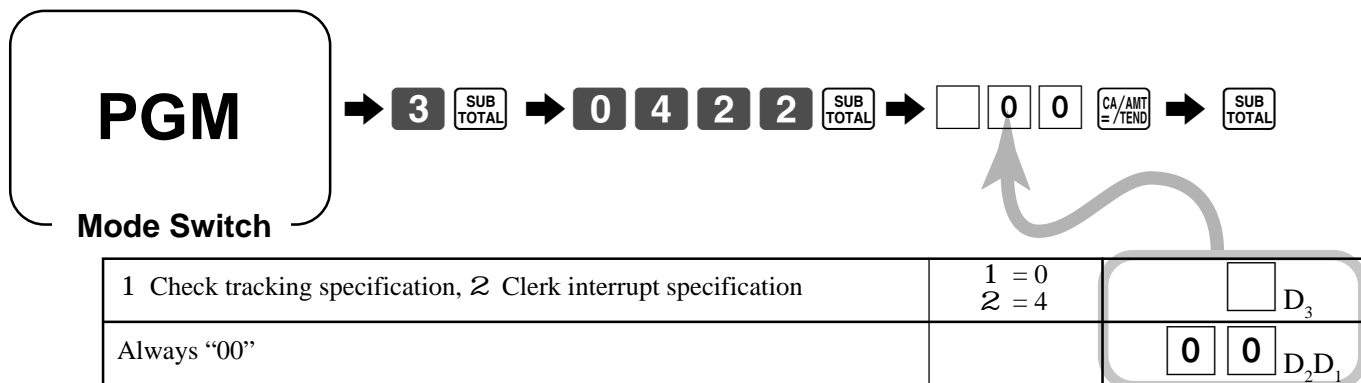 PGM
3 SUB TOTAL 0 4 2 2 SUB TOTAL 0 0 CA/AMT = /TEND SUB TOTAL
Mode Switch
1 Check tracking specification, 2 Clerk interrupt specification 1 = 0
2 = 4 D3
Always “00” 0 0 D2D1